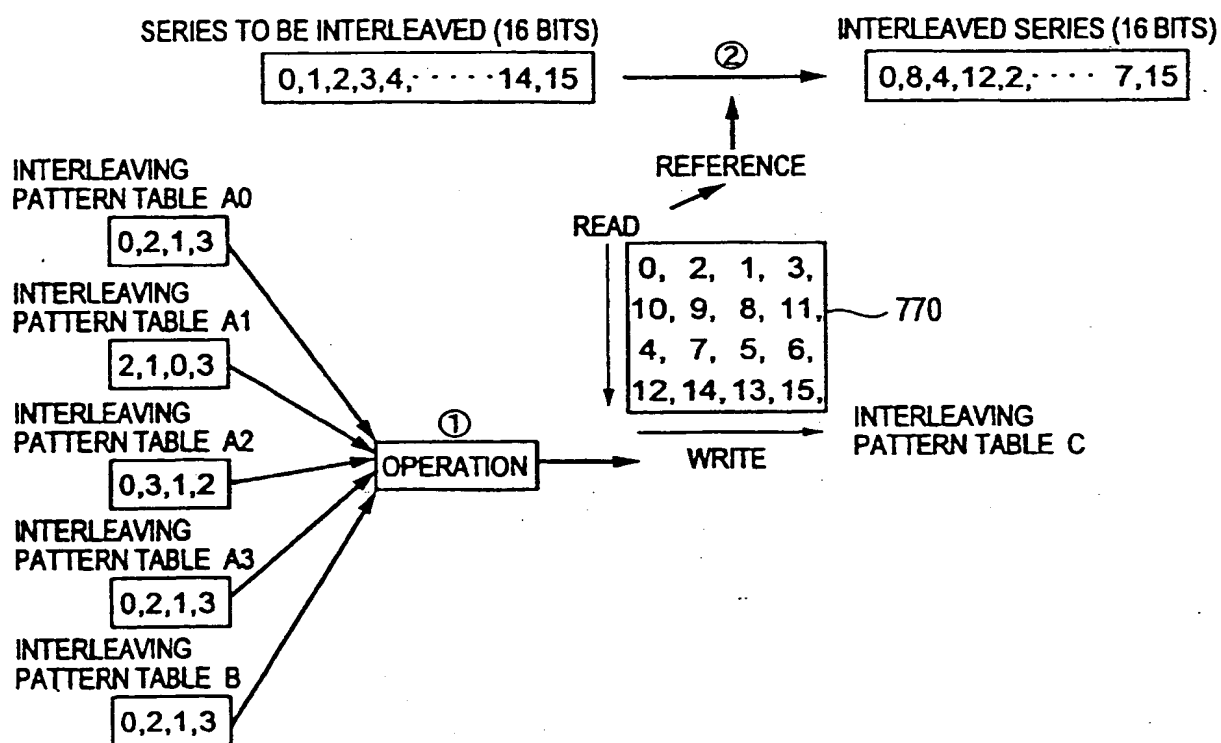 SERIES TO BE INTERLEAVED (16 BITS)
0,1,2,3,4,·····14,15
②
INTERLEAVED SERIES (16 BITS)
0,8,4,12,2,···· 7,15
REFERENCE
READ
INTERLEAVING
PATTERN TABLE A0
0,2,1,3
INTERLEAVING
PATTERN TABLE A1
2,1,0,3
INTERLEAVING
PATTERN TABLE A2
0,3,1,2
INTERLEAVING
PATTERN TABLE A3
0,2,1,3
INTERLEAVING
PATTERN TABLE B
0,2,1,3
①
OPERATION
0, 2, 1, 3,
10, 9, 8, 11,
4, 7, 5, 6,
12, 14, 13, 15,
770
WRITE
INTERLEAVING
PATTERN TABLE C